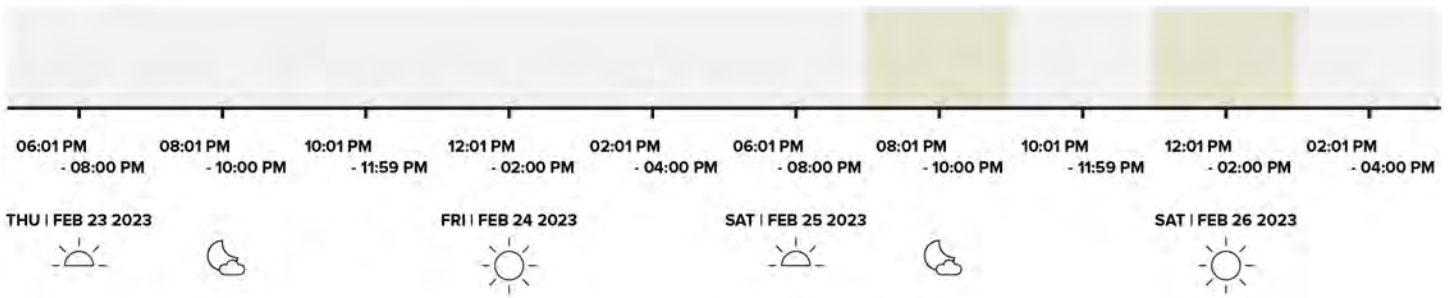 06:01 PM 08:01 PM 10:01 PM 12:01 PM 02:01 PM 06:01 PM 08:01 PM 10:01 PM 12:01 PM 02:01 PM
- 08:00 PM - 10:00 PM - 11:59 PM - 02:00 PM - 04:00 PM - 08:00 PM - 10:00 PM - 11:59 PM - 02:00 PM - 04:00 PM
THU | FEB 23 2023 FRI | FEB 24 2023 SAT | FEB 25 2023 SAT | FEB 26 2023